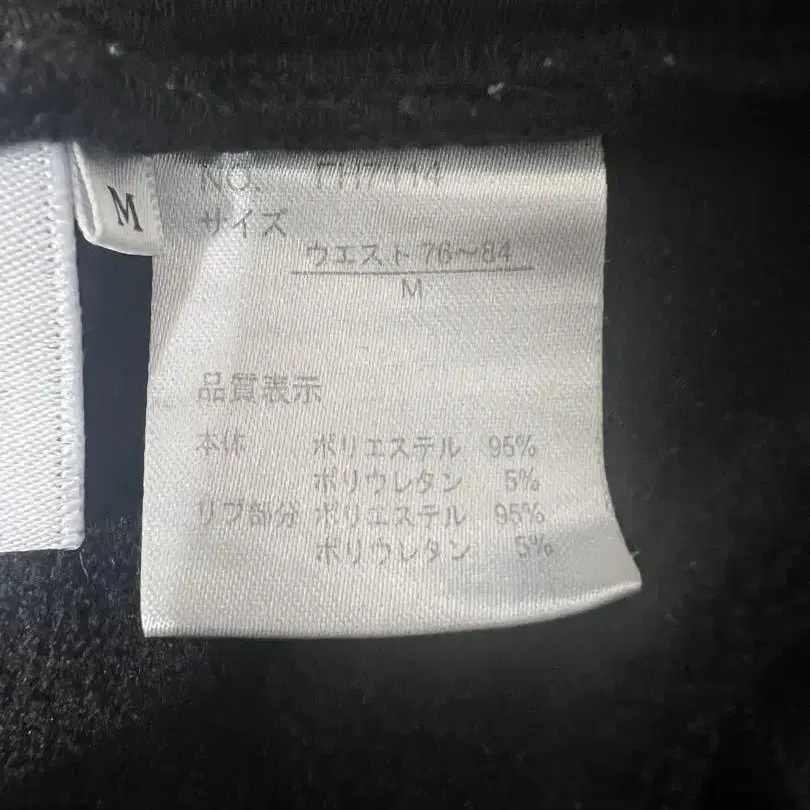 M
NO.
サイズ
ウエスト 76～84
M
品質表示
本体 ポリエステル 95%
ポリウレタン 5%
リブ部分 ポリエステル 95%
ポリウレタン 5%